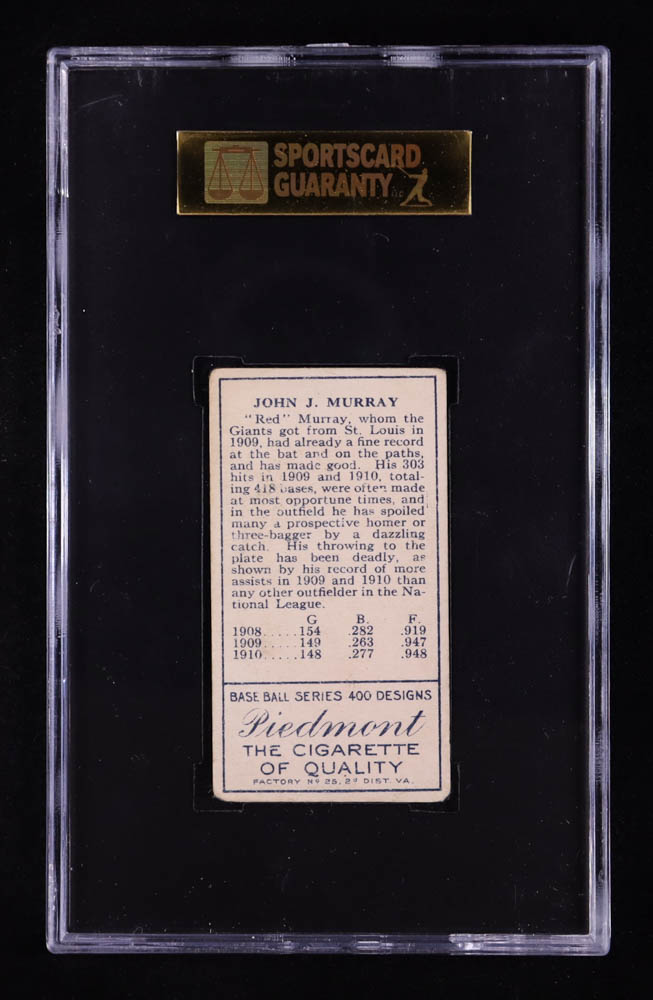 SPORTSCARD
GUARANTY
JOHN J. MURRAY
"Red" Murray, whom the
Giants got from St. Louis in
1909, had already a fine record
at the bat and on the paths,
and has made good. His 303
hits in 1909 and 1910, total-
ing 418 bases, were often made
at most opportune times, and
in the outfield he has spoiled
many a prospective homer or
three-bagger by a dazzling
catch. His throwing to the
plate has been deadly, as
shown by his record of more
assists in 1909 and 1910 than
any other outfielder in the Na-
tional League.
G B. F.
1908.....154 .282 .919
1909.....149 .263 .947
1910.....148 .277 .948
BASE BALL SERIES 400 DESIGNS
Piedmont
THE CIGARETTE
OF QUALITY
FACTORY Nº 25, 2ᵈ DIST. VA.